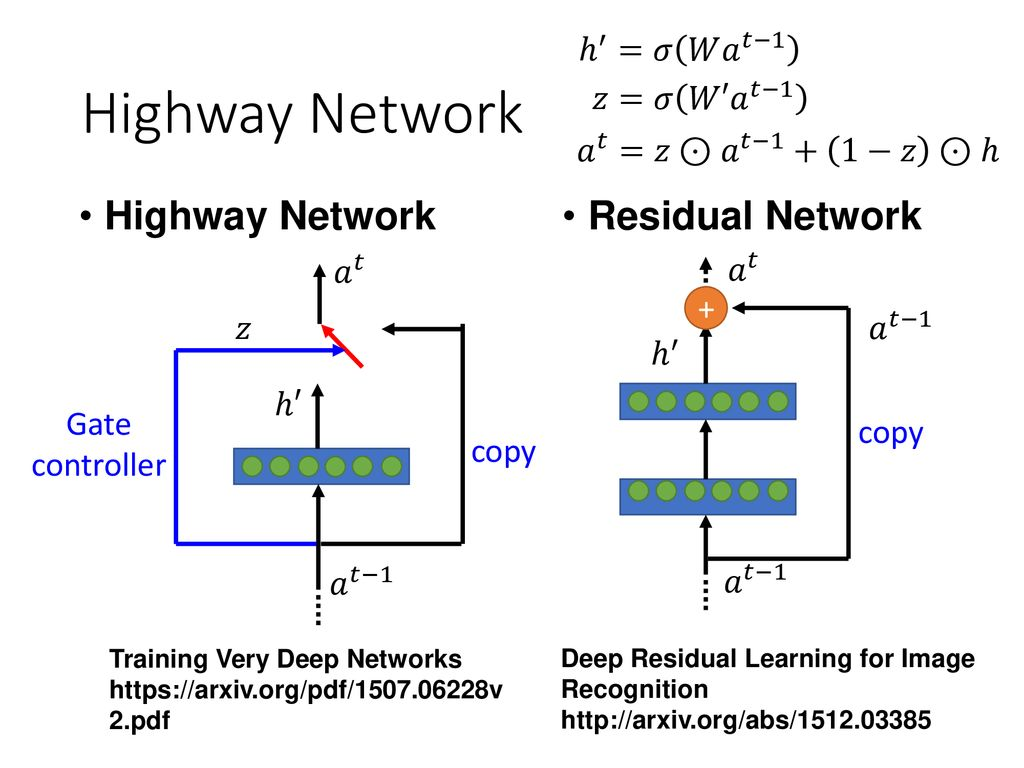 Highway Network
h′ = σ(Wa^{t−1})
z = σ(W′a^{t−1})
a^t = z ⊙ a^{t−1} + (1 − z) ⊙ h
• Highway Network
a^t
z
h′
Gate
controller
copy
a^{t−1}
Training Very Deep Networks
https://arxiv.org/pdf/1507.06228v
2.pdf
• Residual Network
a^t
+
a^{t−1}
h′
copy
a^{t−1}
Deep Residual Learning for Image
Recognition
http://arxiv.org/abs/1512.03385